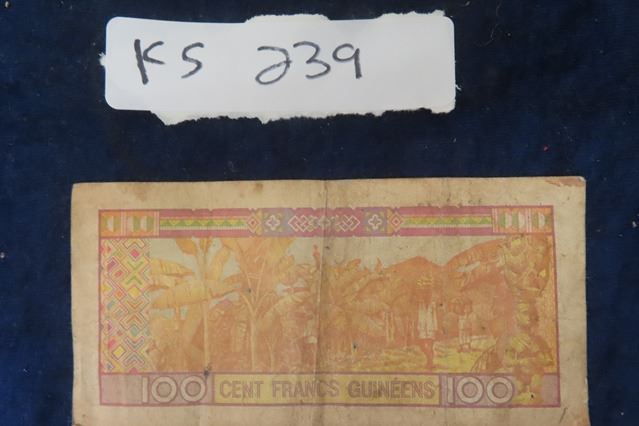 KS 239
100 CENT FRANCS GUINÉENS 100